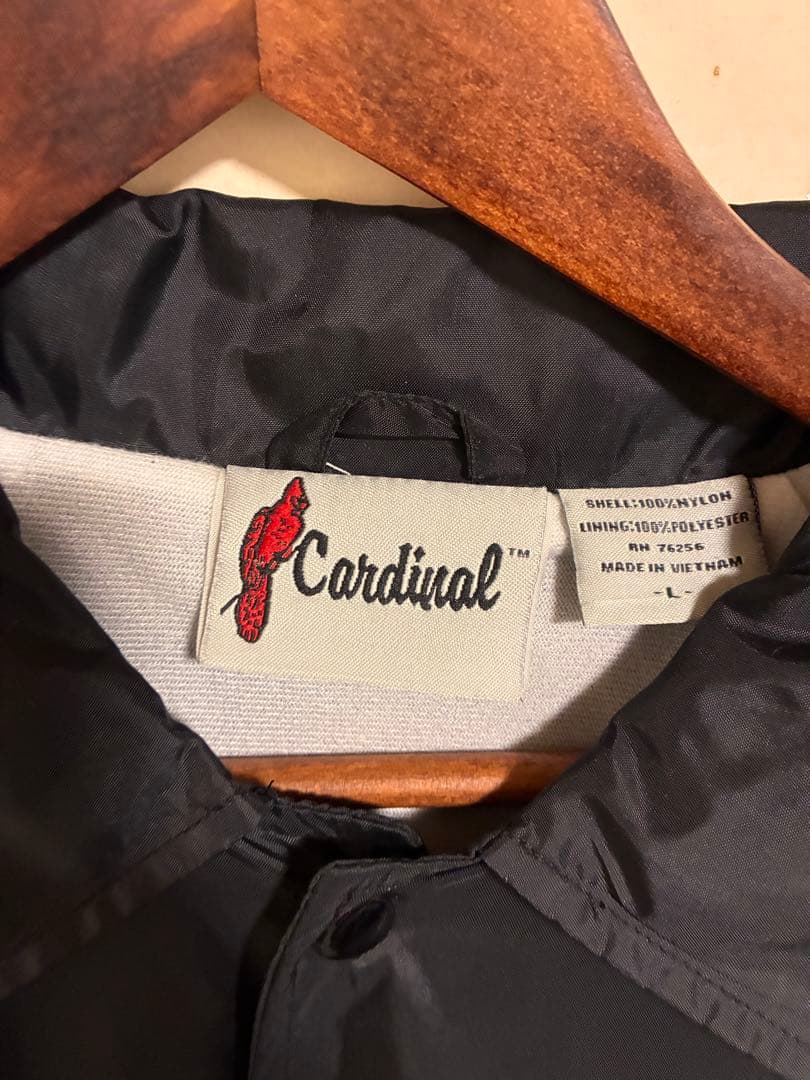 Cardinal™
SHELL:100%NYLON
LINING:100%POLYESTER
RN 76256
MADE IN VIETNAM
-L-